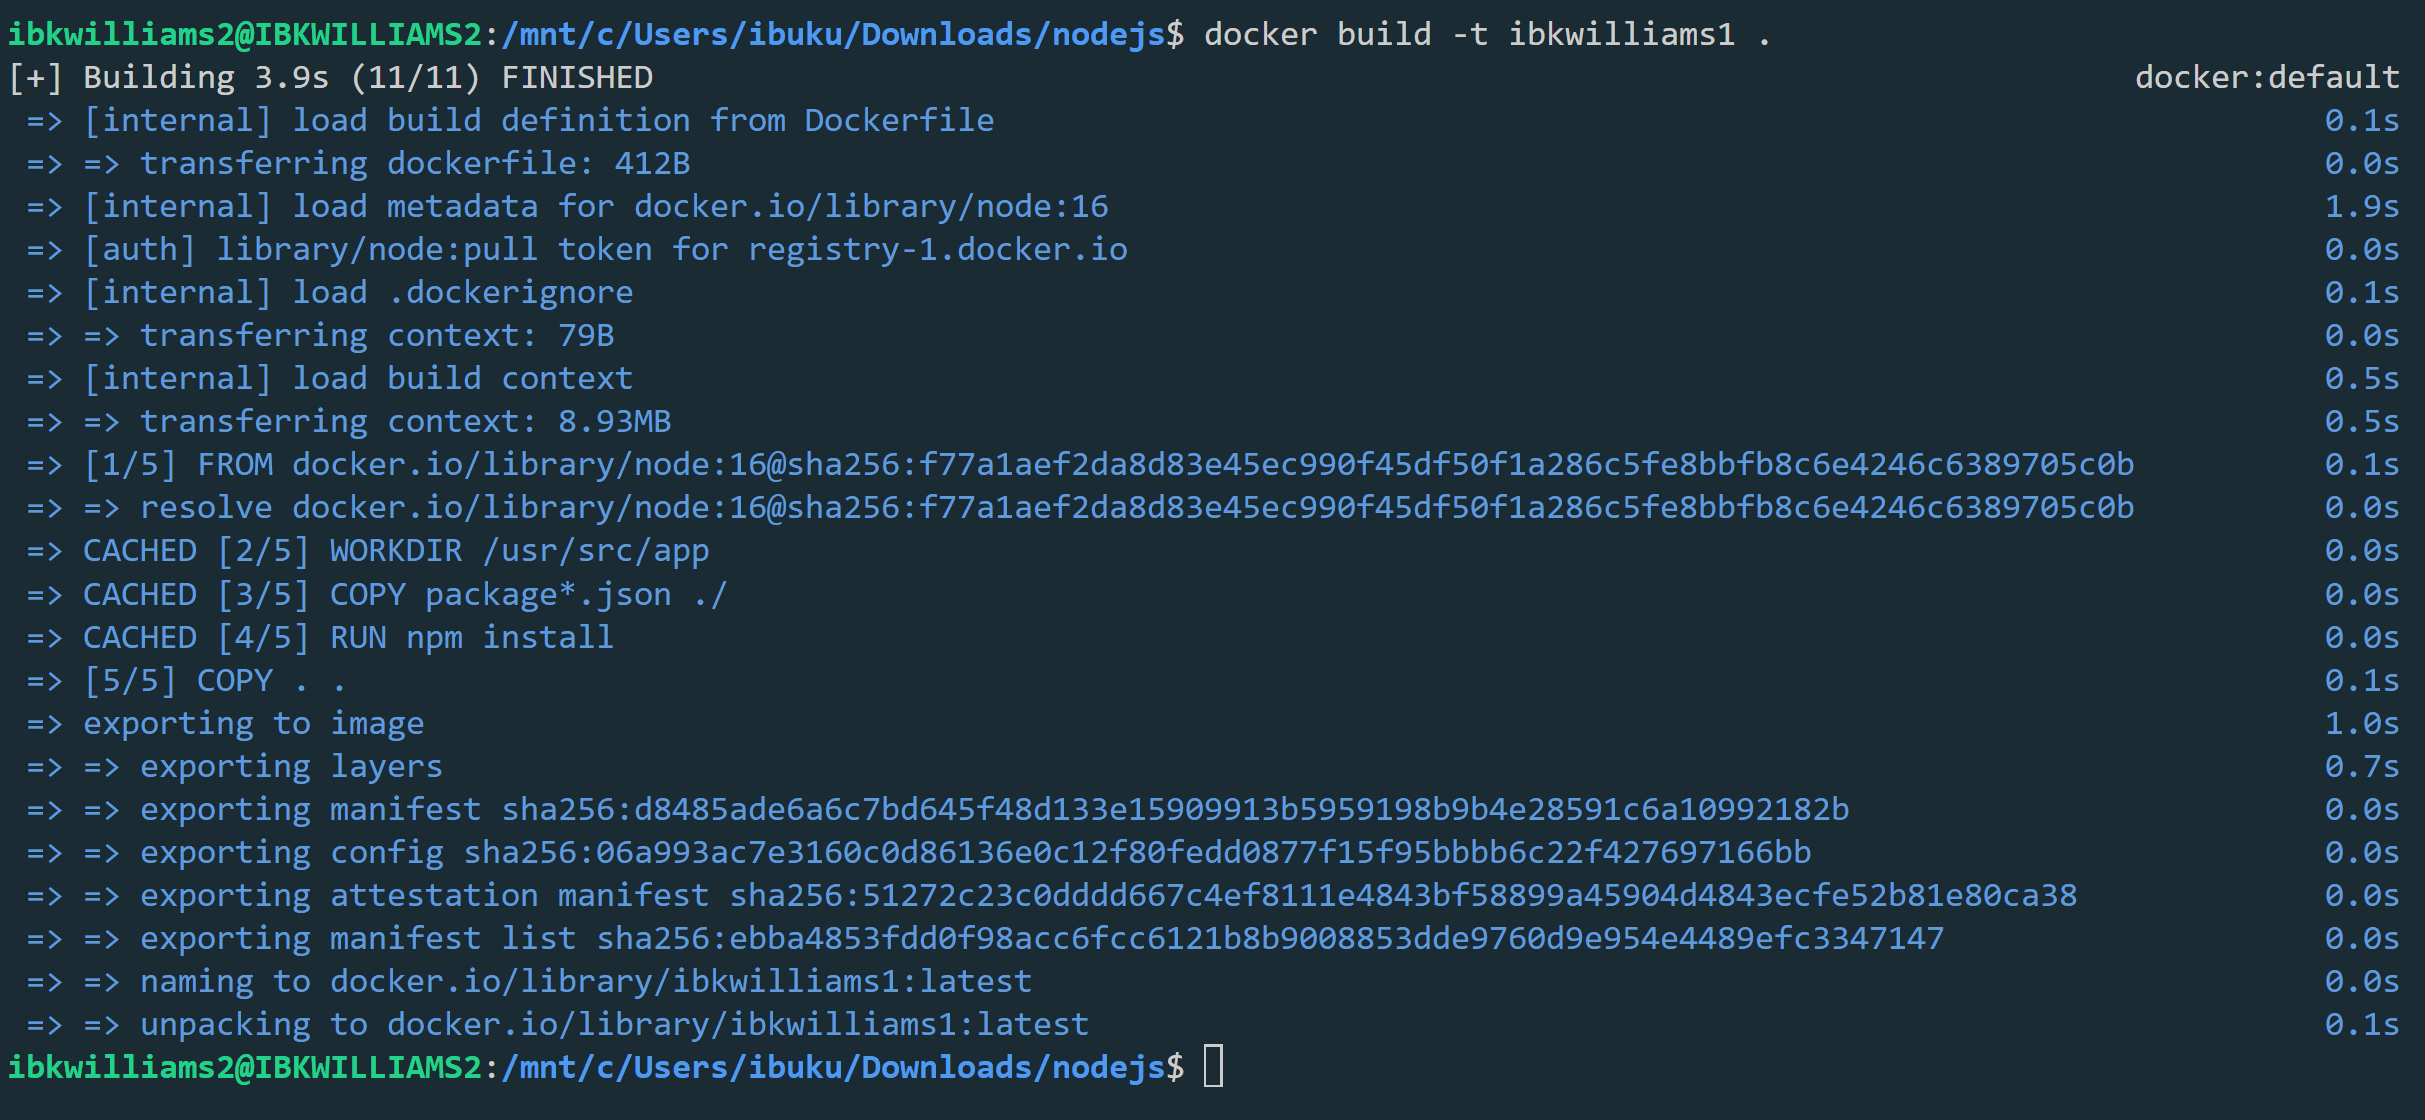 ibkwilliams2@IBKWILLIAMS2:/mnt/c/Users/ibuku/Downloads/nodejs$ docker build -t ibkwilliams1 .
[+] Building 3.9s (11/11) FINISHED docker:default
=> [internal] load build definition from Dockerfile 0.1s
=> => transferring dockerfile: 412B 0.0s
=> [internal] load metadata for docker.io/library/node:16 1.9s
=> [auth] library/node:pull token for registry-1.docker.io 0.0s
=> [internal] load .dockerignore 0.1s
=> => transferring context: 79B 0.0s
=> [internal] load build context 0.5s
=> => transferring context: 8.93MB 0.5s
=> [1/5] FROM docker.io/library/node:16@sha256:f77a1aef2da8d83e45ec990f45df50f1a286c5fe8bbfb8c6e4246c6389705c0b 0.1s
=> => resolve docker.io/library/node:16@sha256:f77a1aef2da8d83e45ec990f45df50f1a286c5fe8bbfb8c6e4246c6389705c0b 0.0s
=> CACHED [2/5] WORKDIR /usr/src/app 0.0s
=> CACHED [3/5] COPY package*.json ./ 0.0s
=> CACHED [4/5] RUN npm install 0.0s
=> [5/5] COPY . . 0.1s
=> exporting to image 1.0s
=> => exporting layers 0.7s
=> => exporting manifest sha256:d8485ade6a6c7bd645f48d133e15909913b5959198b9b4e28591c6a10992182b 0.0s
=> => exporting config sha256:06a993ac7e3160c0d86136e0c12f80fedd0877f15f95bbbb6c22f427697166bb 0.0s
=> => exporting attestation manifest sha256:51272c23c0dddd667c4ef8111e4843bf58899a45904d4843ecfe52b81e80ca38 0.0s
=> => exporting manifest list sha256:ebba4853fdd0f98acc6fcc6121b8b9008853dde9760d9e954e4489efc3347147 0.0s
=> => naming to docker.io/library/ibkwilliams1:latest 0.0s
=> => unpacking to docker.io/library/ibkwilliams1:latest 0.1s
ibkwilliams2@IBKWILLIAMS2:/mnt/c/Users/ibuku/Downloads/nodejs$